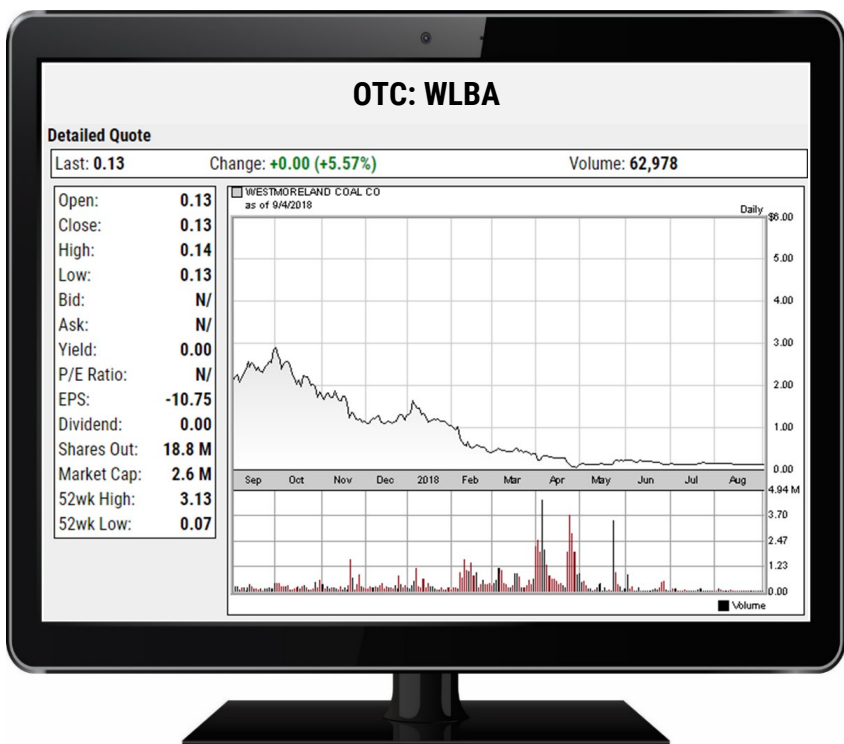 OTC: WLBA
Detailed Quote
Last: 0.13 Change: +0.00 (+5.57%) Volume: 62,978
Open: 0.13
Close: 0.13
High: 0.14
Low: 0.13
Bid: N/
Ask: N/
Yield: 0.00
P/E Ratio: N/
EPS: -10.75
Dividend: 0.00
Shares Out: 18.8 M
Market Cap: 2.6 M
52wk High: 3.13
52wk Low: 0.07
WESTMORELAND COAL CO
as of 9/4/2018
Daily
$6.00
5.00
4.00
3.00
2.00
1.00
0.00
Sep Oct Nov Dec 2018 Feb Mar Apr May Jun Jul Aug
4.94 M
3.70
2.47
1.23
0.00
Volume